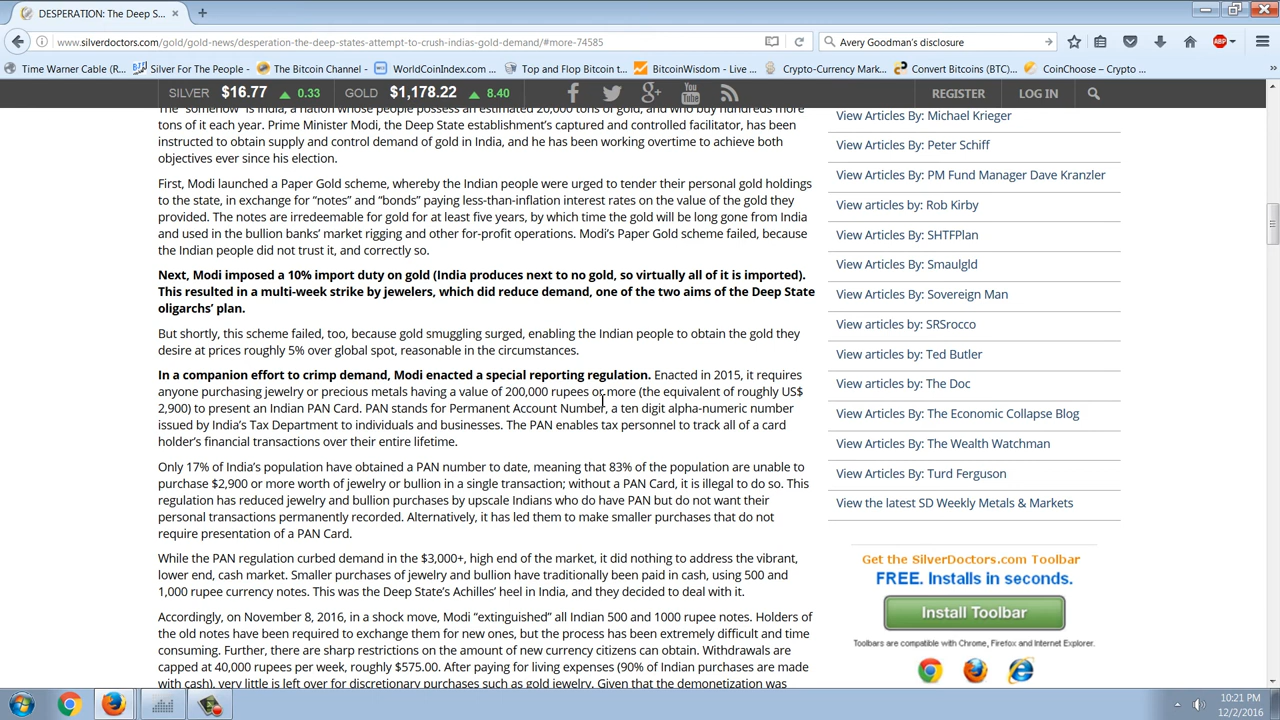 DESPERATION: The Deep S...
www.silverdoctors.com/gold/gold-news/desperation-the-deep-states-attempt-to-crush-indias-gold-demand/#more-74585
Avery Goodman's disclosure
ABP
Time Warner Cable (R...
Silver For The People - ...
The Bitcoin Channel - ...
WorldCoinIndex.com - ...
Top and Flop Bitcoin t...
BitcoinWisdom - Live ...
Crypto-Currency Mark...
Convert Bitcoins (BTC)...
CoinChoose – Crypto ...
SILVER $16.77 0.33 GOLD $1,178.22 8.40
REGISTER LOG IN
The "somehow" is India, a nation whose people possess an estimated 20,000 tons of gold, and who buy hundreds more
tons of it each year. Prime Minister Modi, the Deep State establishment's captured and controlled facilitator, has been
instructed to obtain supply and control demand of gold in India, and he has been working overtime to achieve both
objectives ever since his election.
First, Modi launched a Paper Gold scheme, whereby the Indian people were urged to tender their personal gold holdings
to the state, in exchange for "notes" and "bonds" paying less-than-inflation interest rates on the value of the gold they
provided. The notes are irredeemable for gold for at least five years, by which time the gold will be long gone from India
and used in the bullion banks' market rigging and other for-profit operations. Modi's Paper Gold scheme failed, because
the Indian people did not trust it, and correctly so.
Next, Modi imposed a 10% import duty on gold (India produces next to no gold, so virtually all of it is imported).
This resulted in a multi-week strike by jewelers, which did reduce demand, one of the two aims of the Deep State
oligarchs' plan.
But shortly, this scheme failed, too, because gold smuggling surged, enabling the Indian people to obtain the gold they
desire at prices roughly 5% over global spot, reasonable in the circumstances.
In a companion effort to crimp demand, Modi enacted a special reporting regulation. Enacted in 2015, it requires
anyone purchasing jewelry or precious metals having a value of 200,000 rupees or more (the equivalent of roughly US$
2,900) to present an Indian PAN Card. PAN stands for Permanent Account Number, a ten digit alpha-numeric number
issued by India's Tax Department to individuals and businesses. The PAN enables tax personnel to track all of a card
holder's financial transactions over their entire lifetime.
Only 17% of India's population have obtained a PAN number to date, meaning that 83% of the population are unable to
purchase $2,900 or more worth of jewelry or bullion in a single transaction; without a PAN Card, it is illegal to do so. This
regulation has reduced jewelry and bullion purchases by upscale Indians who do have PAN but do not want their
personal transactions permanently recorded. Alternatively, it has led them to make smaller purchases that do not
require presentation of a PAN Card.
While the PAN regulation curbed demand in the $3,000+, high end of the market, it did nothing to address the vibrant,
lower end, cash market. Smaller purchases of jewelry and bullion have traditionally been paid in cash, using 500 and
1,000 rupee currency notes. This was the Deep State's Achilles' heel in India, and they decided to deal with it.
Accordingly, on November 8, 2016, in a shock move, Modi "extinguished" all Indian 500 and 1000 rupee notes. Holders of
the old notes have been required to exchange them for new ones, but the process has been extremely difficult and time
consuming. Further, there are sharp restrictions on the amount of new currency citizens can obtain. Withdrawals are
capped at 40,000 rupees per week, roughly $575.00. After paying for living expenses (90% of Indian purchases are made
with cash), very little is left over for discretionary purchases such as gold jewelry. Given that the demonetization was
View Articles By: Michael Krieger
View Articles By: Peter Schiff
View Articles By: PM Fund Manager Dave Kranzler
View articles by: Rob Kirby
View Articles By: SHTFPlan
View Articles By: Smaulgld
View Articles By: Sovereign Man
View articles by: SRSrocco
View Articles By: Ted Butler
View articles by: The Doc
View Articles By: The Economic Collapse Blog
View Articles By: The Wealth Watchman
View Articles By: Turd Ferguson
View the latest SD Weekly Metals & Markets
Get the SilverDoctors.com Toolbar
FREE. Installs in seconds.
Install Toolbar
Toolbars are compatible with Chrome, Firefox and Internet Explorer.
10:21 PM
12/2/2016